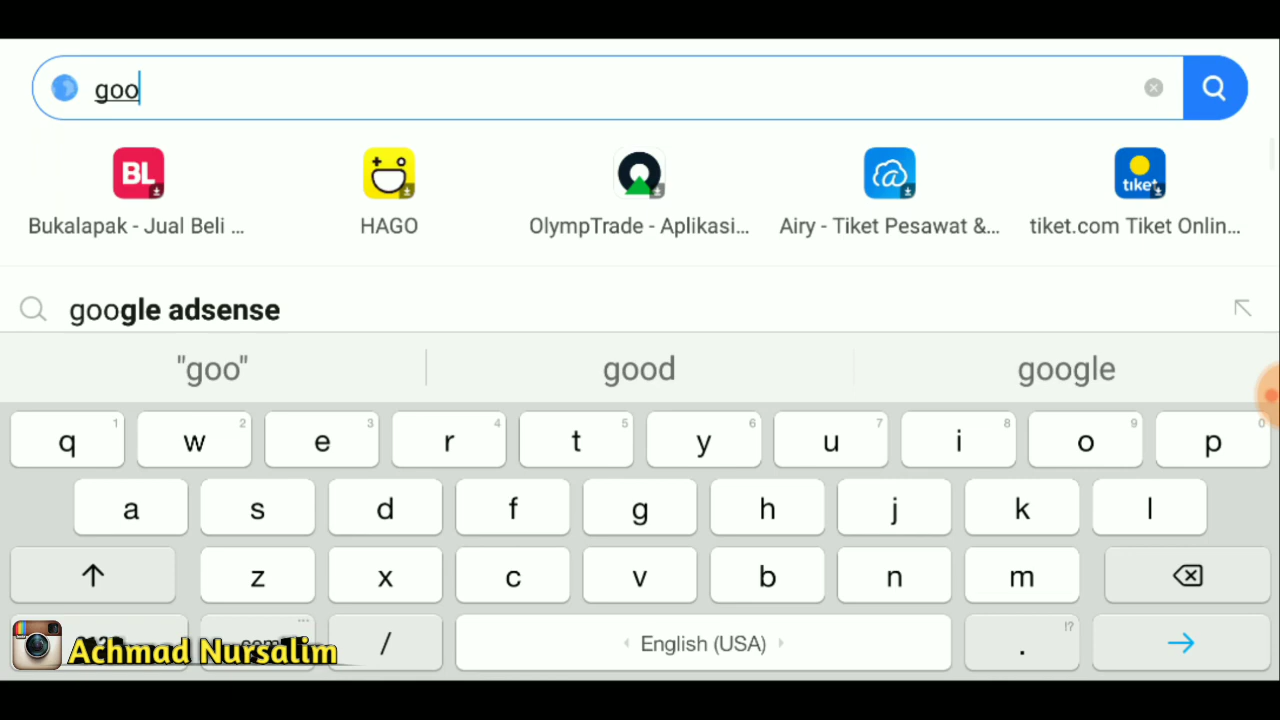 goo
BL
tiket
Bukalapak - Jual Beli ...
HAGO
OlympTrade - Aplikasi...
Airy - Tiket Pesawat &...
tiket.com Tiket Onlin...
google adsense
"goo" good google
q 1 w 2 e 3 r 4 t 5 y 6 u 7 i 8 o 9 p 0
a s d f g h j k l
z x c v b n m
/ English (USA) . !?
Achmad Nursalim